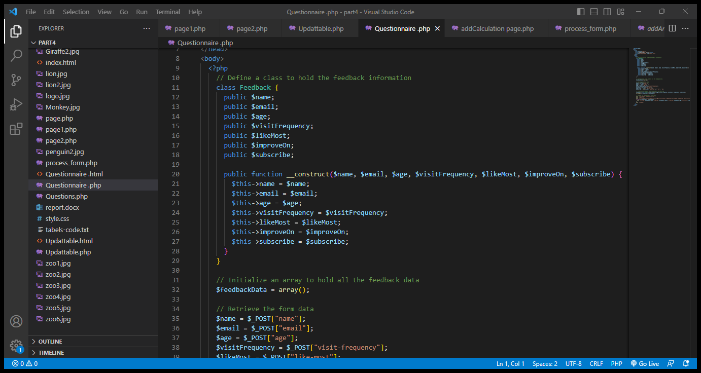 File Edit Selection View Go Run Terminal Help
Questionnaire .php - part4 - Visual Studio Code
EXPLORER
page1.php page2.php Updattable.php Questionnaire .php addCalculation page.php process_form.php
PART4
Giraffe2.jpg
index.html
lion.jpg
lion2.jpg
logo.jpg
Monkey.jpg
page.php
page1.php
page2.php
penguin2.jpg
process_form.php
Questionnaire .html
Questionnaire .php
Questions.php
report.docx
style.css
tabels-code.txt
Updattable.html
Updattable.php
zoo1.jpg
zoo2.jpg
zoo3.jpg
zoo4.jpg
zoo5.jpg
zoo6.jpg
OUTLINE
TIMELINE
Questionnaire .php
7 </head>
8 <body>
9 <?php
10 // Define a class to hold the feedback information
11 class Feedback {
12 public $name;
13 public $email;
14 public $age;
15 public $visitFrequency;
16 public $likeMost;
17 public $improveOn;
18 public $subscribe;
19
20 public function __construct($name, $email, $age, $visitFrequency, $likeMost, $improveOn, $subscribe) {
21 $this->name = $name;
22 $this->email = $email;
23 $this->age = $age;
24 $this->visitFrequency = $visitFrequency;
25 $this->likeMost = $likeMost;
26 $this->improveOn = $improveOn;
27 $this->subscribe = $subscribe;
28 }
29 }
30
31 // Initialize an array to hold all the feedback data
32 $feedbackData = array();
33
34 // Retrieve the form data
35 $name = $_POST["name"];
36 $email = $_POST["email"];
37 $age = $_POST["age"];
38 $visitFrequency = $_POST["visit-frequency"];
39 $likeMost = $_POST["like-most"];
1
0 0
Ln 1, Col 1 Spaces: 2 UTF-8 CRLF PHP Go Live